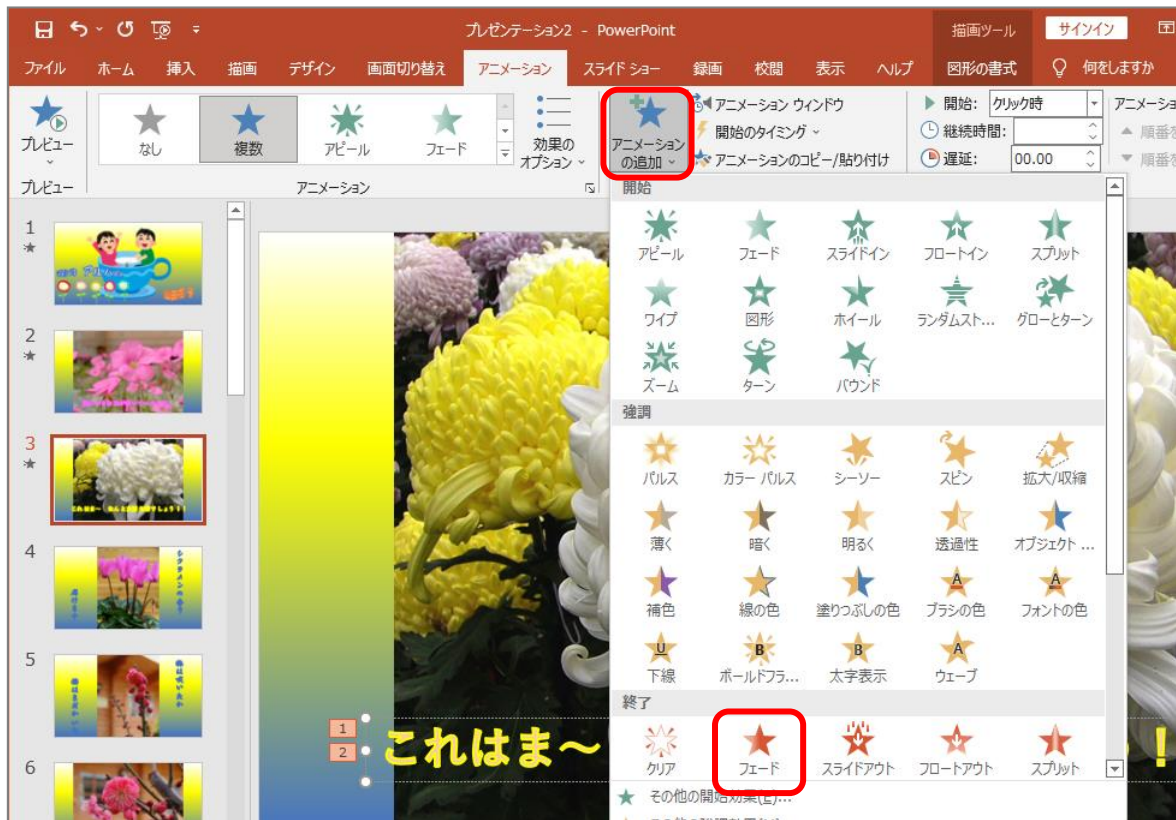 プレゼンテーション2 - PowerPoint
描画ツール
サインイン
ファイル ホーム 挿入 描画 デザイン 画面切り替え アニメーション スライド ショー 録画 校閲 表示 ヘルプ 図形の書式 何をしますか
プレビュー
なし 複数 アピール フェード
効果の
オプション
アニメーション
の追加
アニメーション ウィンドウ
開始のタイミング
アニメーションのコピー/貼り付け
開始: クリック時
継続時間:
遅延: 00.00
アニメーショ
順番を
順番を
プレビュー
アニメーション
開始
アピール フェード スライドイン フロートイン スプリット
ワイプ 図形 ホイール ランダムスト... グローとターン
ズーム ターン バウンド
強調
パルス カラー パルス シーソー スピン 拡大/収縮
薄く 暗く 明るく 透過性 オブジェクト ...
補色 線の色 塗りつぶしの色 ブラシの色 フォントの色
下線 ボールドフラ... 太字表示 ウェーブ
終了
クリア フェード スライドアウト フロートアウト スプリット
その他の開始効果(E)...
1
2
3
4
シクラメンの香り
5
梅は咲いたか
6
1
2
これはま～
！